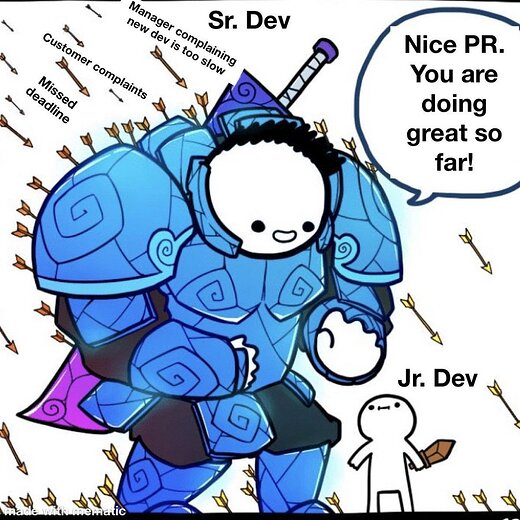 Sr. Dev
Manager complaining
new dev is too slow
Customer complaints
Missed
deadline
Nice PR.
You are
doing
great so
far!
Jr. Dev
made with mematic